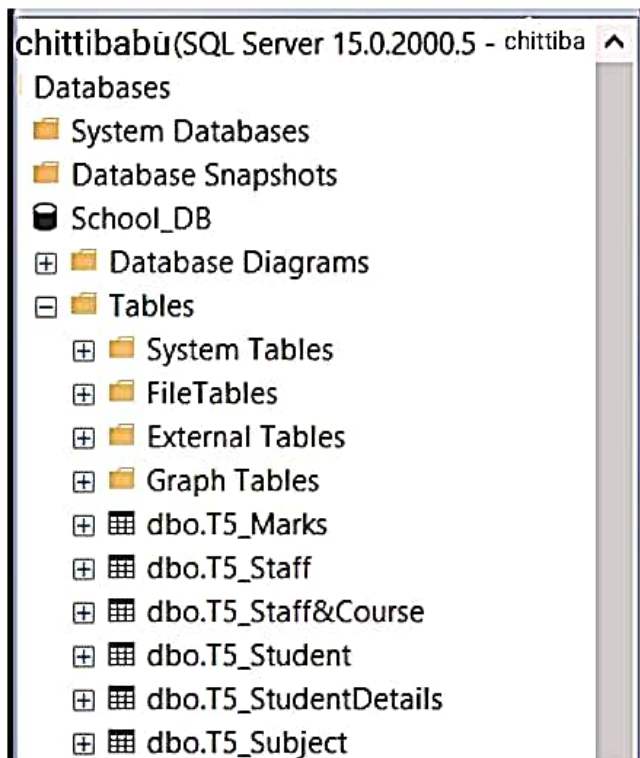 chittibabu(SQL Server 15.0.2000.5 - chittiba
Databases
System Databases
Database Snapshots
School_DB
Database Diagrams
Tables
System Tables
FileTables
External Tables
Graph Tables
dbo.T5_Marks
dbo.T5_Staff
dbo.T5_Staff&Course
dbo.T5_Student
dbo.T5_StudentDetails
dbo.T5_Subject